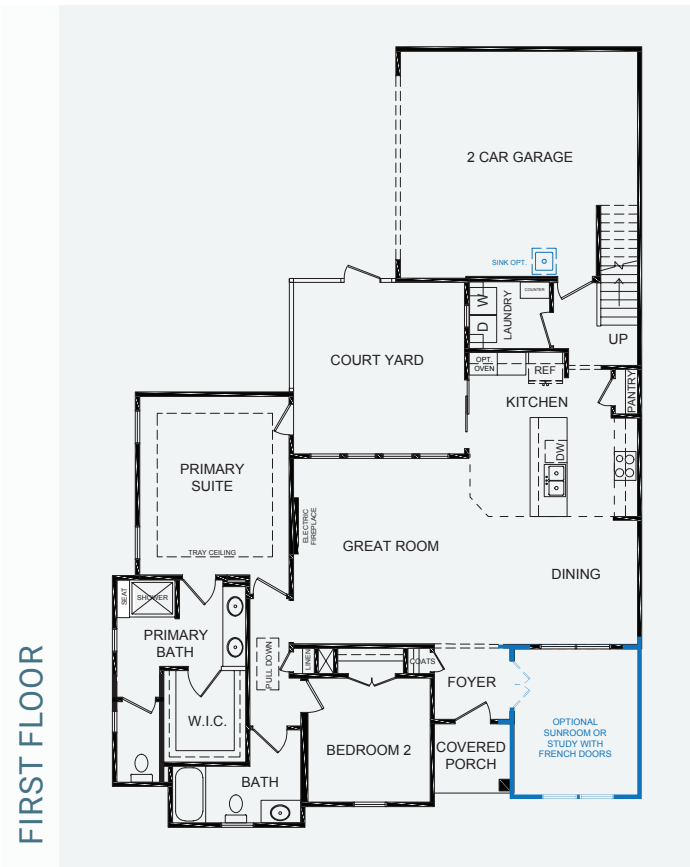 2 CAR GARAGE
SINK OPT.
W
D
LAUNDRY
COUNTER
UP
COURT YARD
OPT.
OVEN
REF
KITCHEN
PANTRY
DW
PRIMARY
SUITE
TRAY CEILING
ELECTRIC
FIREPLACE
GREAT ROOM
DINING
SEAT
SHOWER
PRIMARY
BATH
PULL DOWN
LINEN
COATS
FOYER
W.I.C.
BEDROOM 2
COVERED
PORCH
OPTIONAL
SUNROOM OR
STUDY WITH
FRENCH DOORS
BATH
FIRST FLOOR